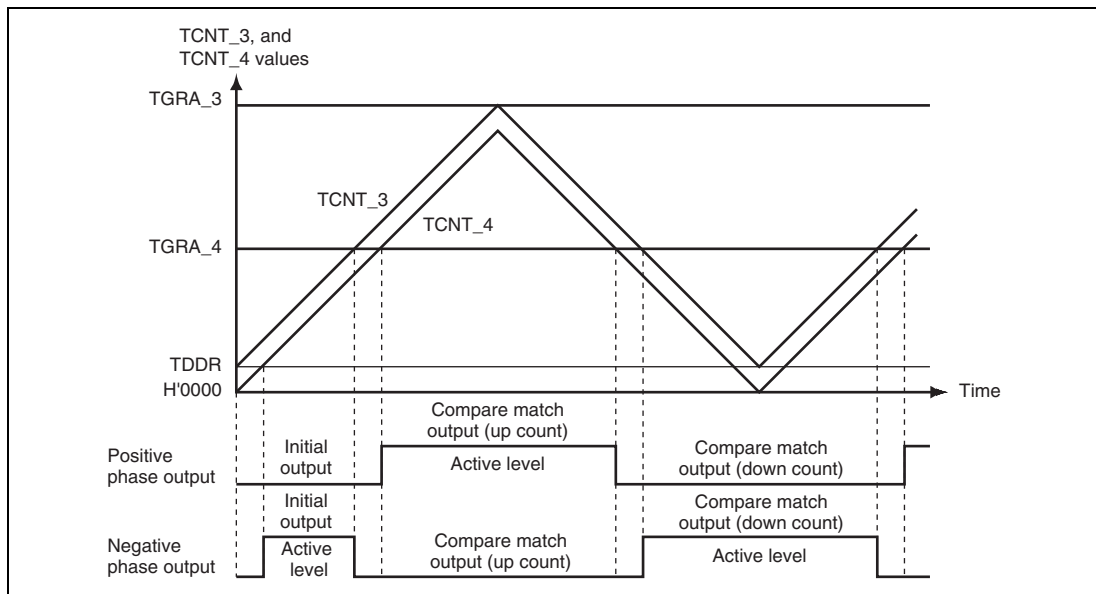 TCNT_3, and
TCNT_4 values
TGRA_3
TCNT_3
TCNT_4
TGRA_4
TDDR
H'0000
Time
Compare match
output (up count)
Positive
phase output
Initial
output
Active level
Compare match
output (down count)
Initial
output
Compare match
output (down count)
Negative
phase output
Active
level
Compare match
output (up count)
Active level